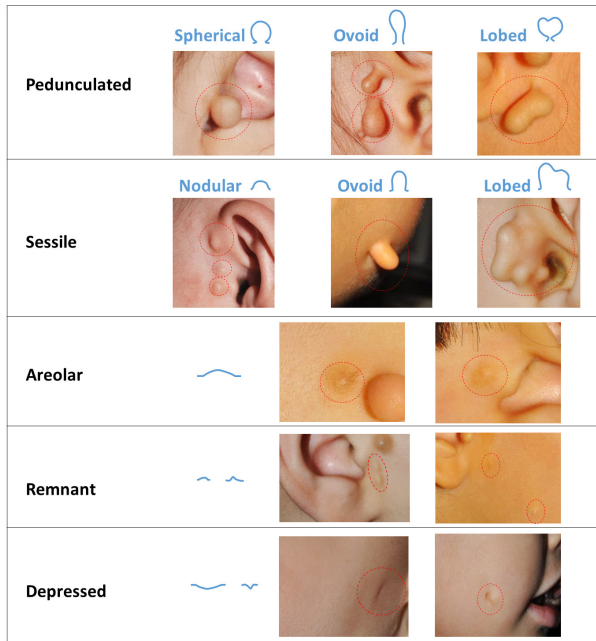 Spherical Ovoid Lobed
Pedunculated
Nodular Ovoid Lobed
Sessile
Areolar
Remnant
Depressed